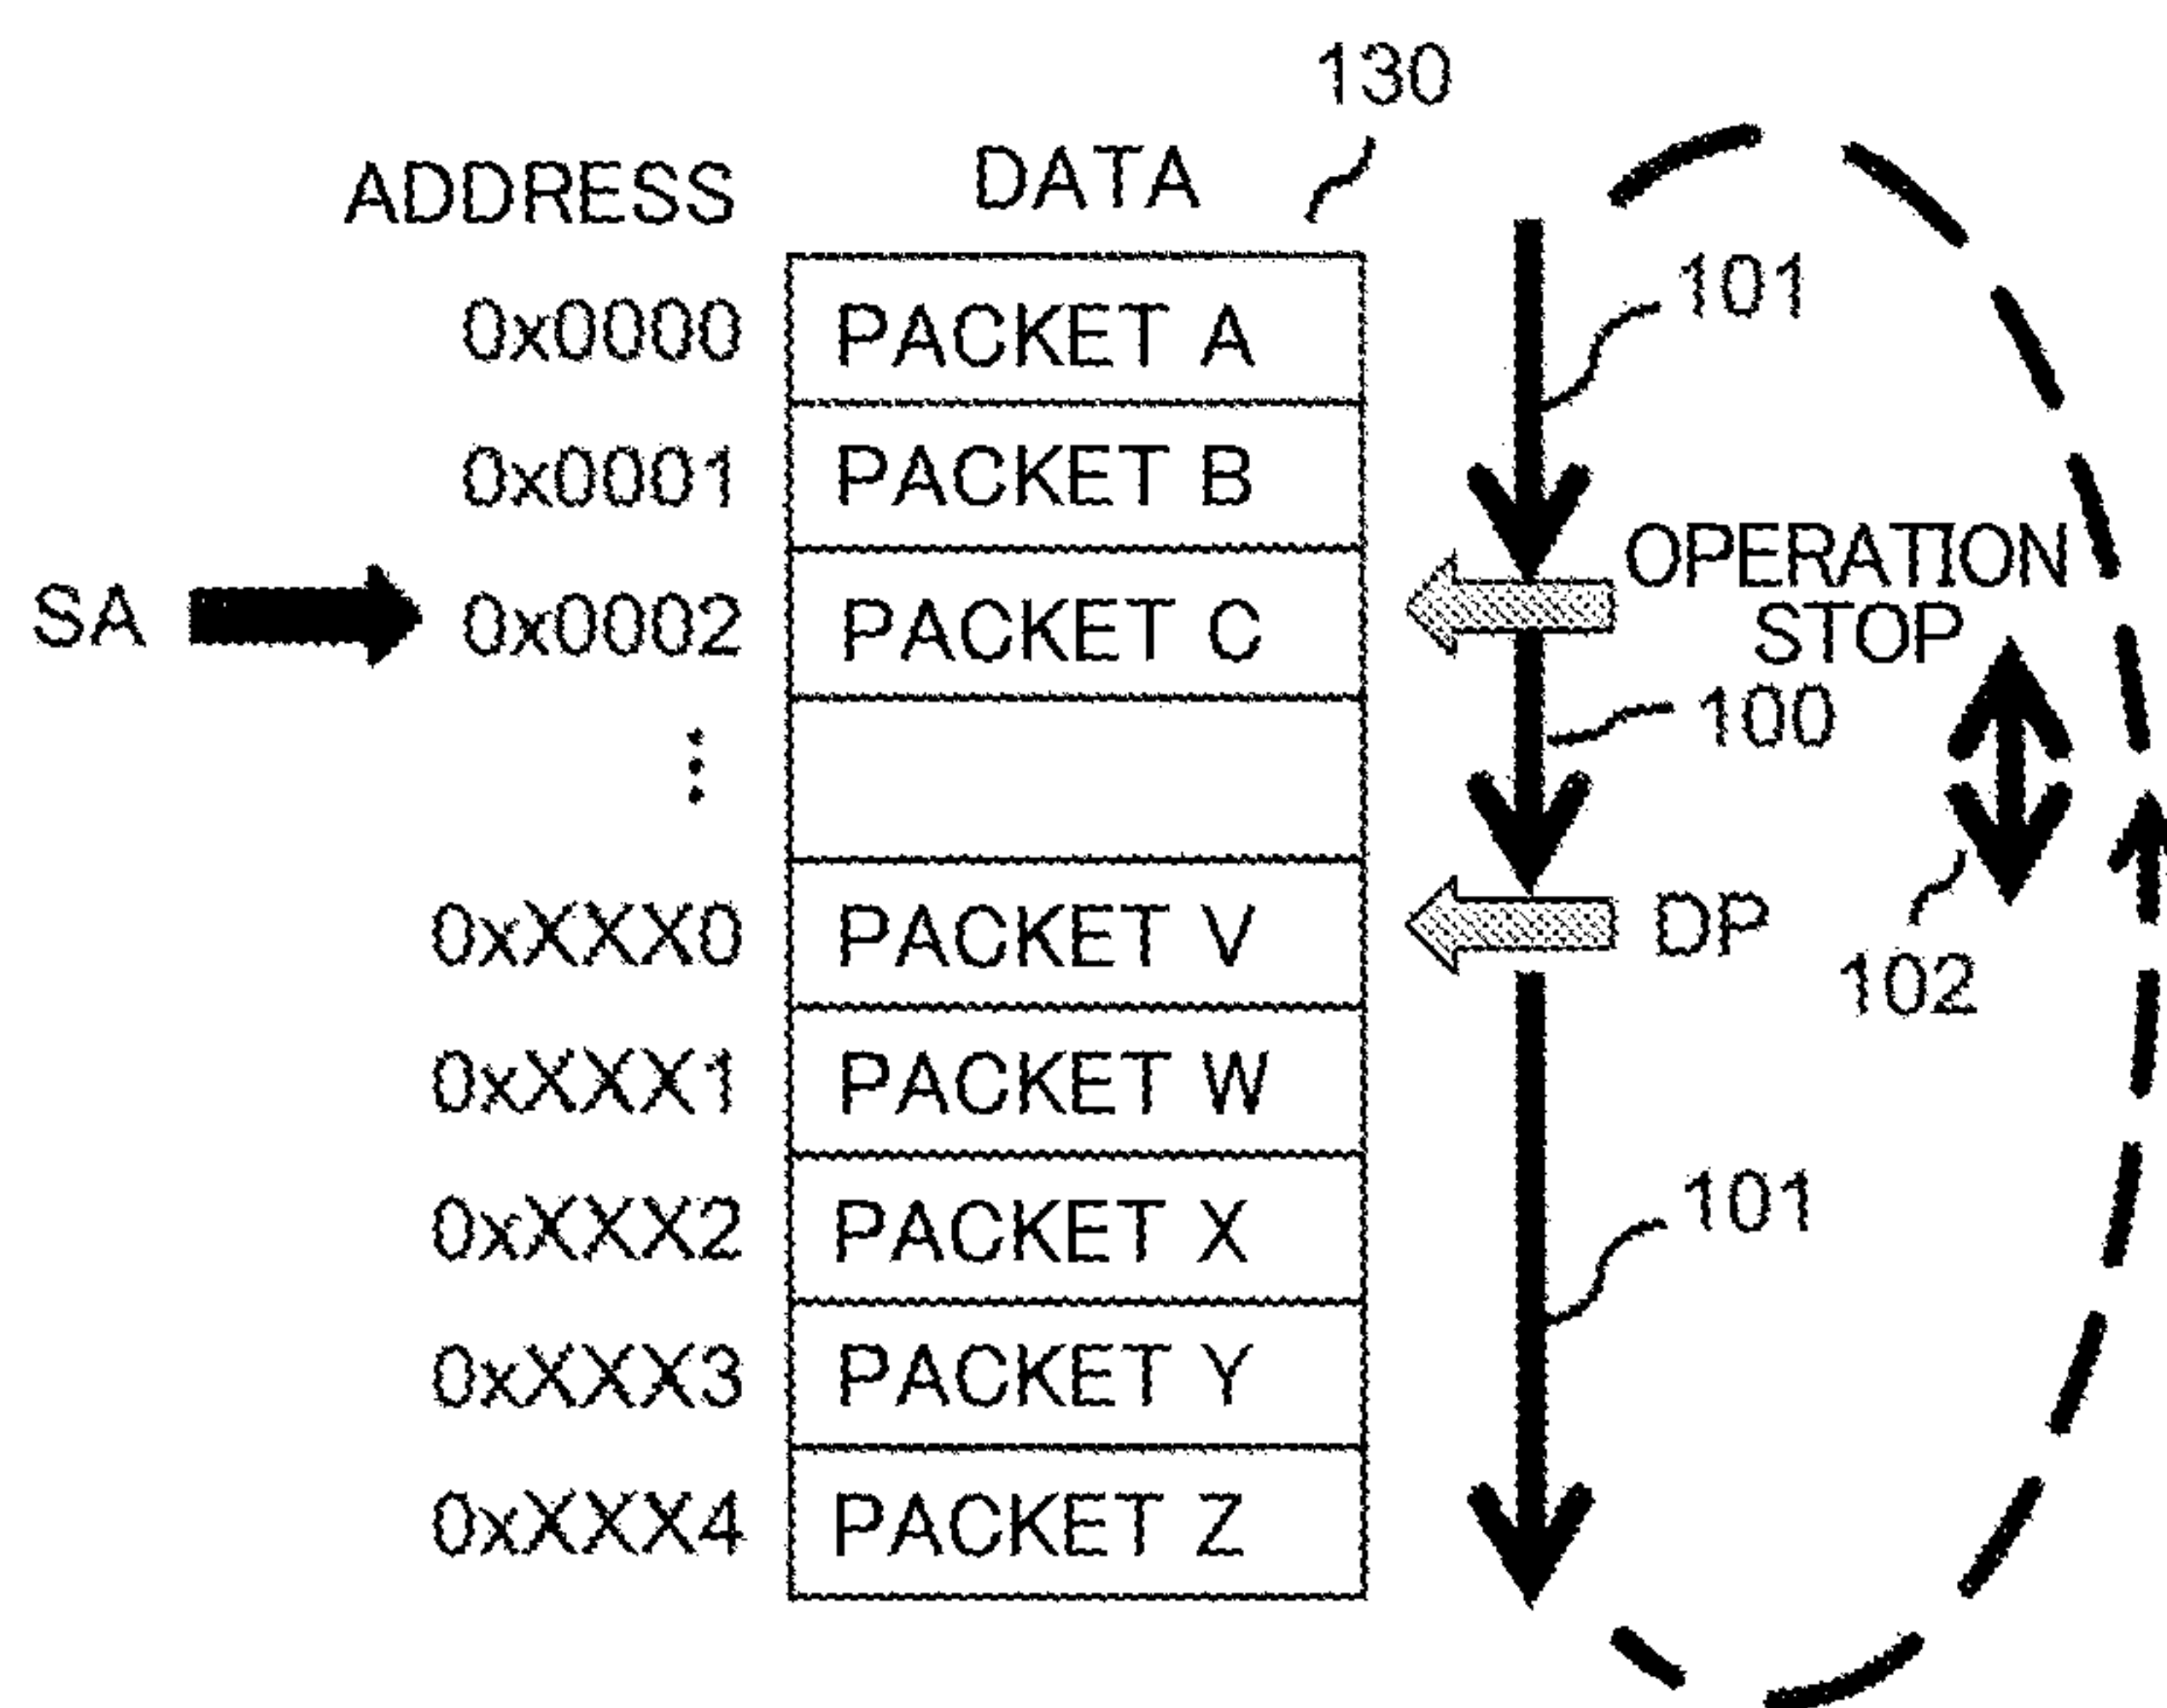 130
ADDRESS DATA
0x0000 PACKET A 101
0x0001 PACKET B
OPERATION
STOP
SA 0x0002 PACKET C
100
0xXXX0 PACKET V DP
102
0xXXX1 PACKET W
0xXXX2 PACKET X 101
0xXXX3 PACKET Y
0xXXX4 PACKET Z